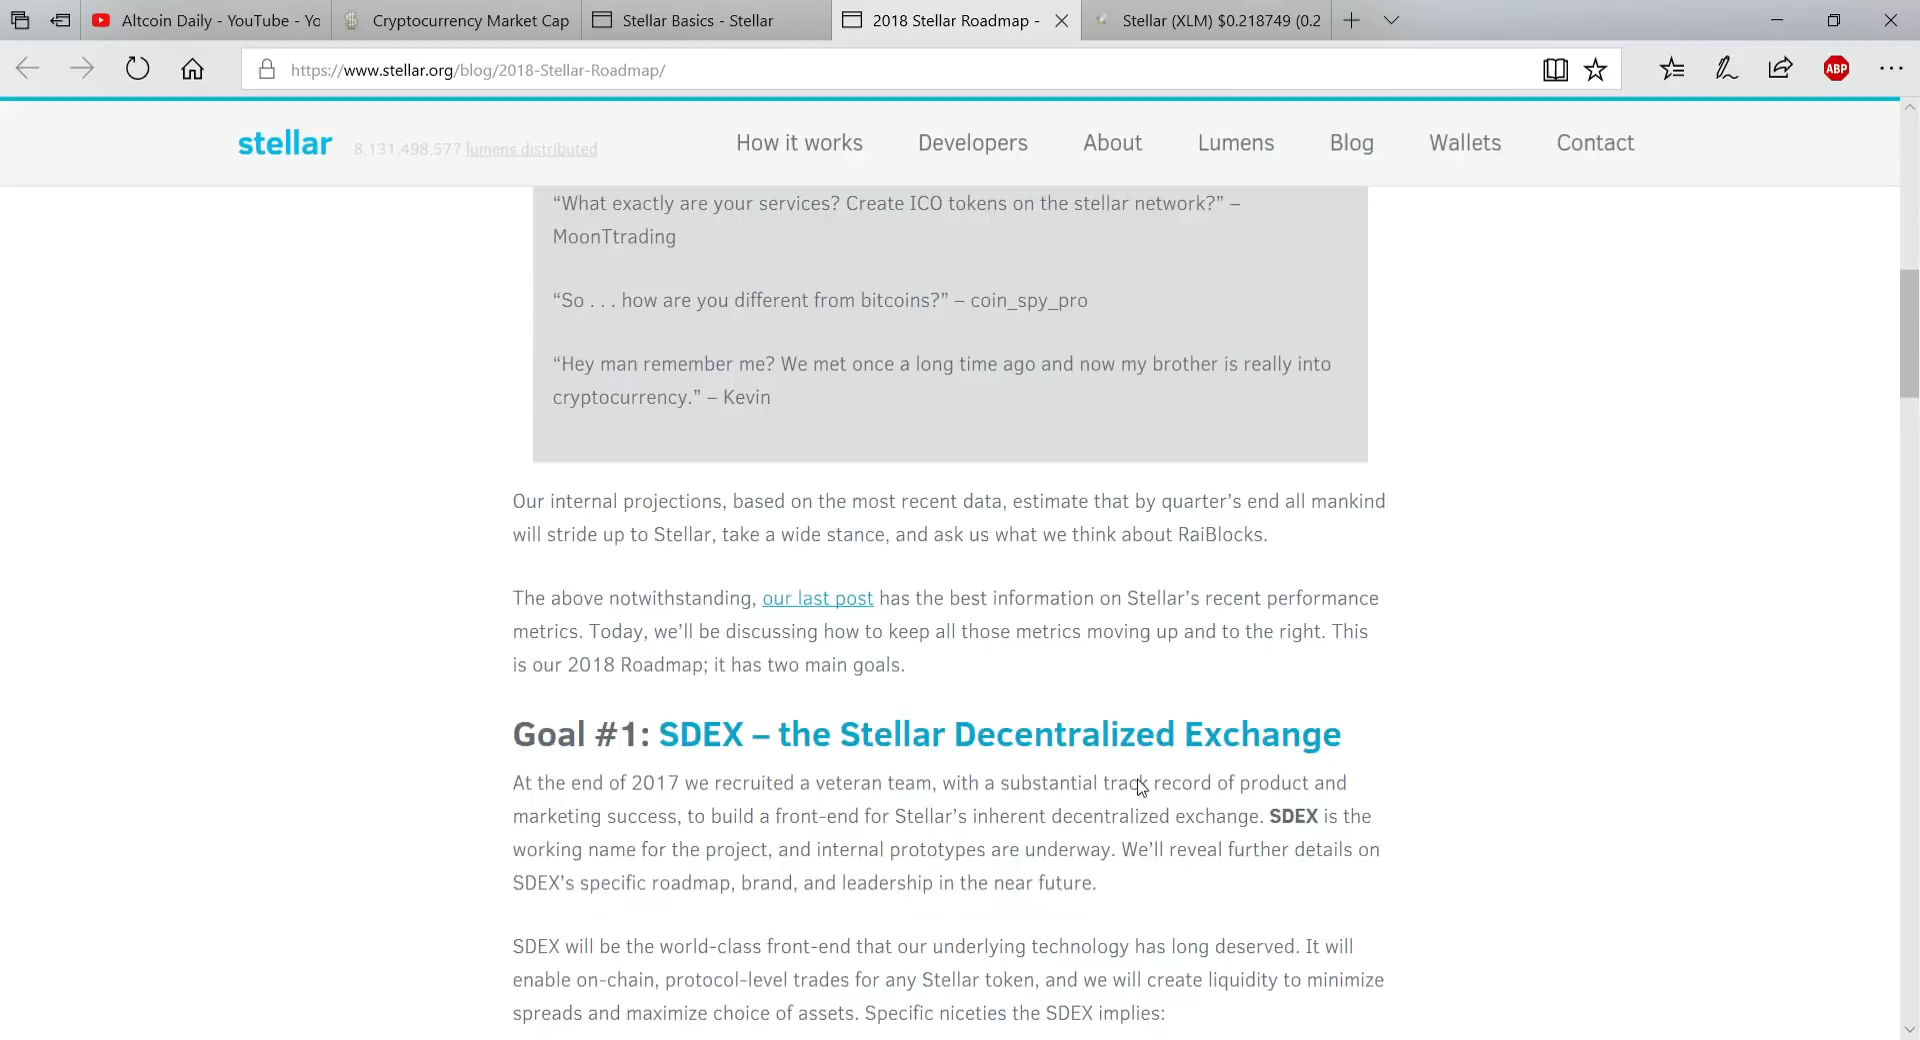 Altcoin Daily - YouTube - Yo
Cryptocurrency Market Cap
Stellar Basics - Stellar
2018 Stellar Roadmap -
Stellar (XLM) $0.218749 (0.2
https://www.stellar.org/blog/2018-Stellar-Roadmap/
ABP
stellar
8,131,498,577 lumens distributed
How it works
Developers
About
Lumens
Blog
Wallets
Contact
“What exactly are your services? Create ICO tokens on the stellar network?” –
MoonTtrading
“So . . . how are you different from bitcoins?” – coin_spy_pro
“Hey man remember me? We met once a long time ago and now my brother is really into
cryptocurrency.” – Kevin
Our internal projections, based on the most recent data, estimate that by quarter’s end all mankind
will stride up to Stellar, take a wide stance, and ask us what we think about RaiBlocks.
The above notwithstanding, our last post has the best information on Stellar’s recent performance
metrics. Today, we’ll be discussing how to keep all those metrics moving up and to the right. This
is our 2018 Roadmap; it has two main goals.
Goal #1: SDEX – the Stellar Decentralized Exchange
At the end of 2017 we recruited a veteran team, with a substantial track record of product and
marketing success, to build a front-end for Stellar’s inherent decentralized exchange. SDEX is the
working name for the project, and internal prototypes are underway. We’ll reveal further details on
SDEX’s specific roadmap, brand, and leadership in the near future.
SDEX will be the world-class front-end that our underlying technology has long deserved. It will
enable on-chain, protocol-level trades for any Stellar token, and we will create liquidity to minimize
spreads and maximize choice of assets. Specific niceties the SDEX implies: